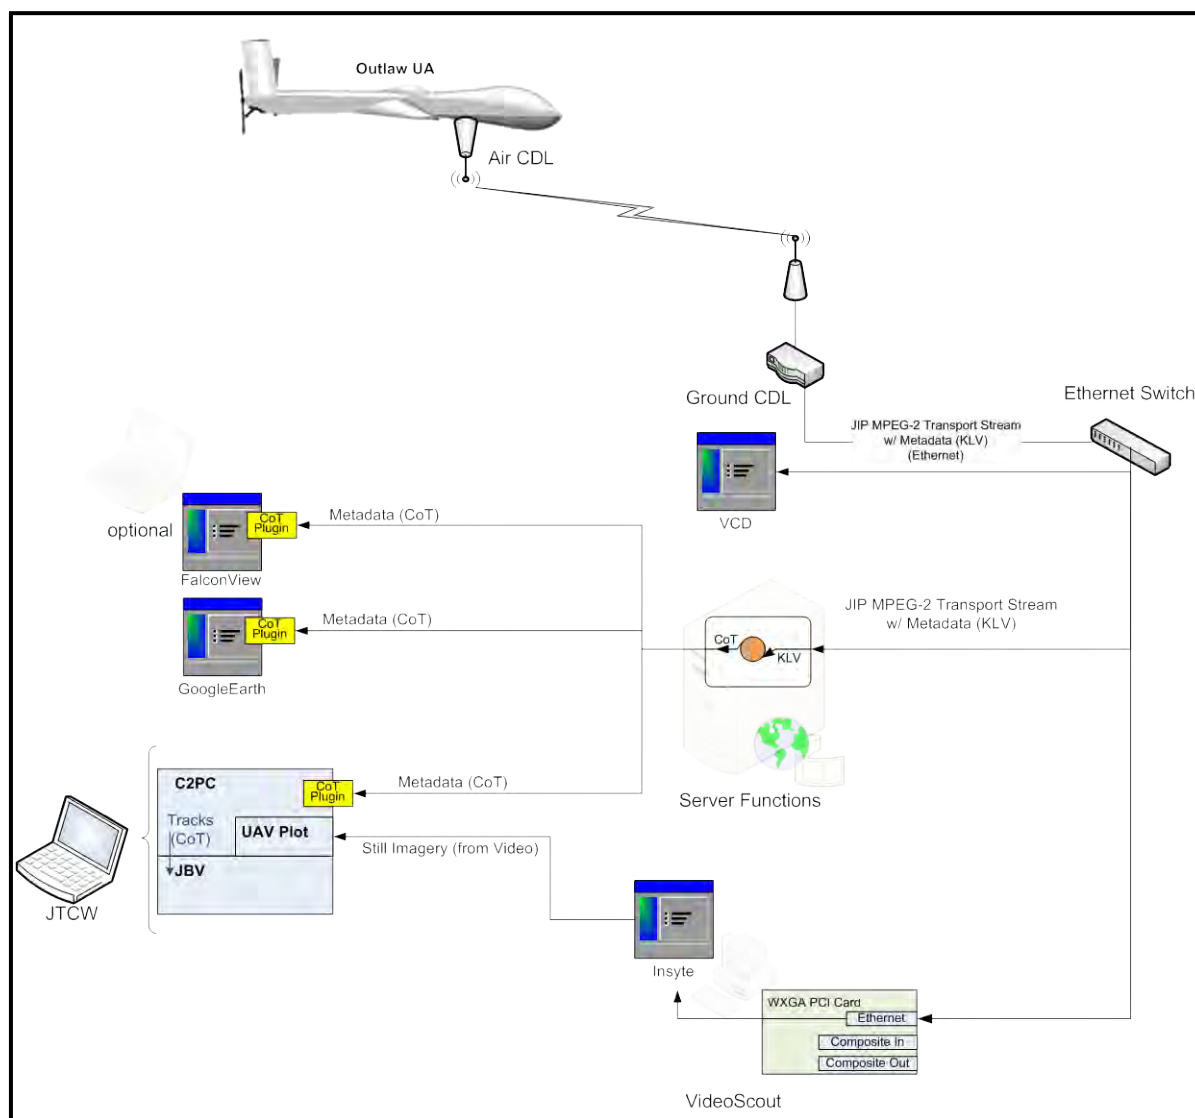 Outlaw UA
Air CDL
Ground CDL
Ethernet Switch
JIP MPEG-2 Transport Stream
w/ Metadata (KLV)
(Ethernet)
VCD
optional
CoT
Plugin
Metadata (CoT)
FalconView
CoT
Plugin
Metadata (CoT)
GoogleEarth
JIP MPEG-2 Transport Stream
w/ Metadata (KLV)
CoT
KLV
Server Functions
C2PC
CoT
Plugin
Metadata (CoT)
Tracks
(CoT)
UAV Plot
Still Imagery (from Video)
JBV
JTCW
Insyte
WXGA PCI Card
Ethernet
Composite In
Composite Out
VideoScout